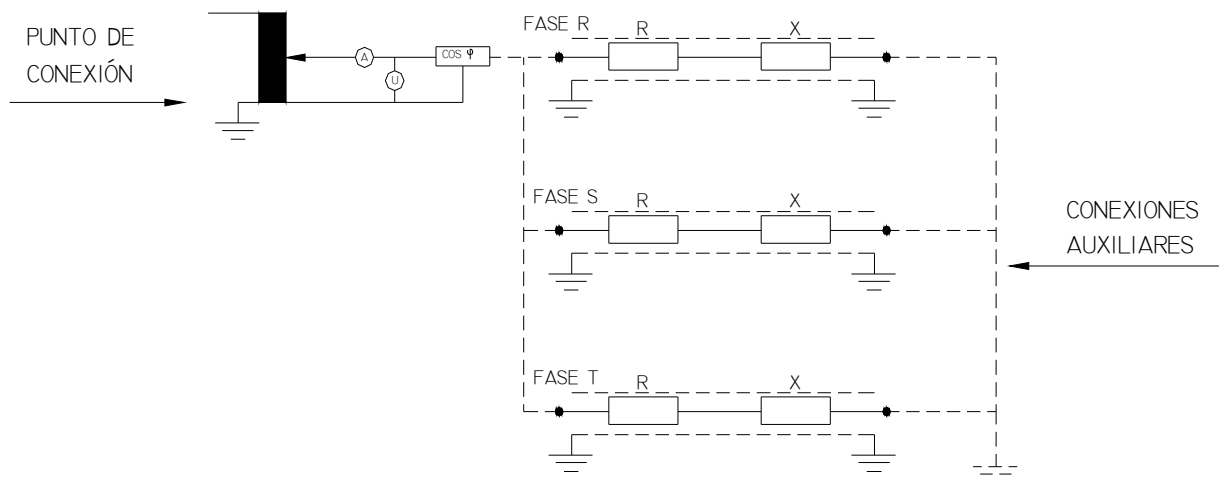 PUNTO DE
CONEXIÓN
A
U
COS φ
FASE R
R
X
FASE S
R
X
FASE T
R
X
CONEXIONES
AUXILIARES